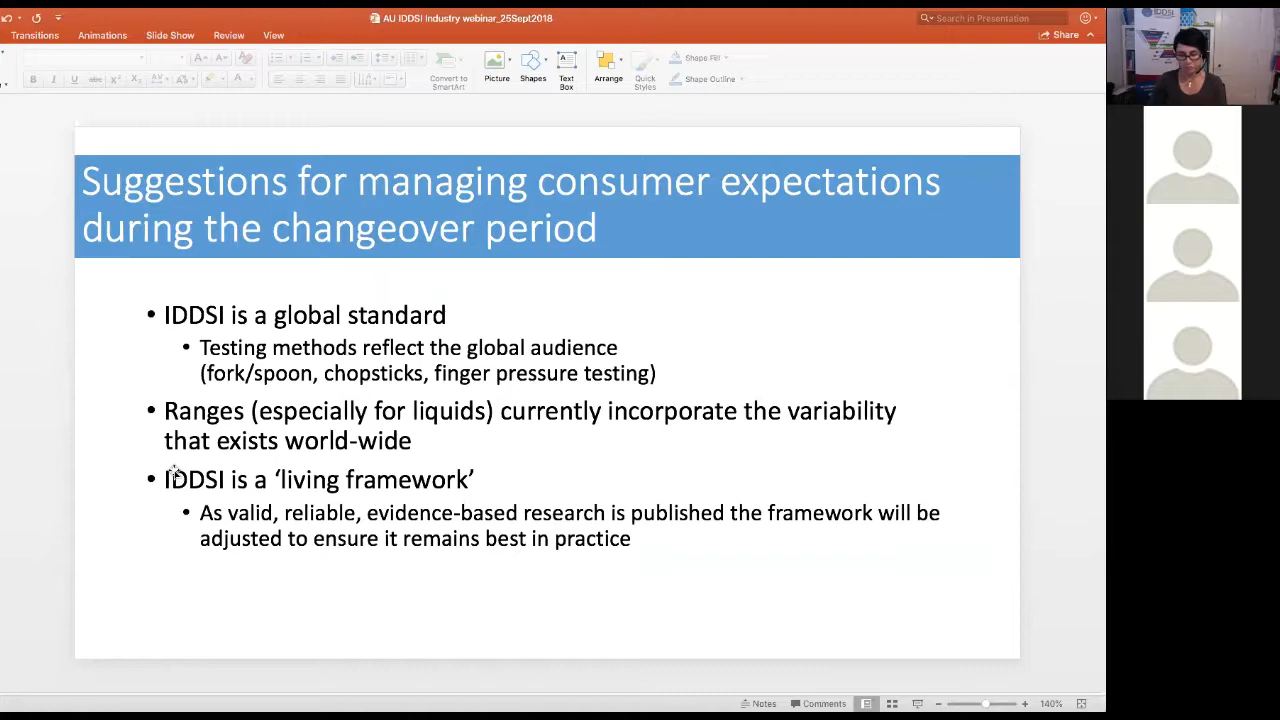 AU IDDSI Industry webinar_25Sept2018
Search in Presentation
Transitions
Animations
Slide Show
Review
View
Share
Convert to
SmartArt
Picture
Shapes
Text
Box
Arrange
Quick
Styles
Shape Fill
Shape Outline
Suggestions for managing consumer expectations
during the changeover period
• IDDSI is a global standard
• Testing methods reflect the global audience
(fork/spoon, chopsticks, finger pressure testing)
• Ranges (especially for liquids) currently incorporate the variability
that exists world-wide
• IDDSI is a ‘living framework’
• As valid, reliable, evidence-based research is published the framework will be
adjusted to ensure it remains best in practice
Notes
Comments
140%